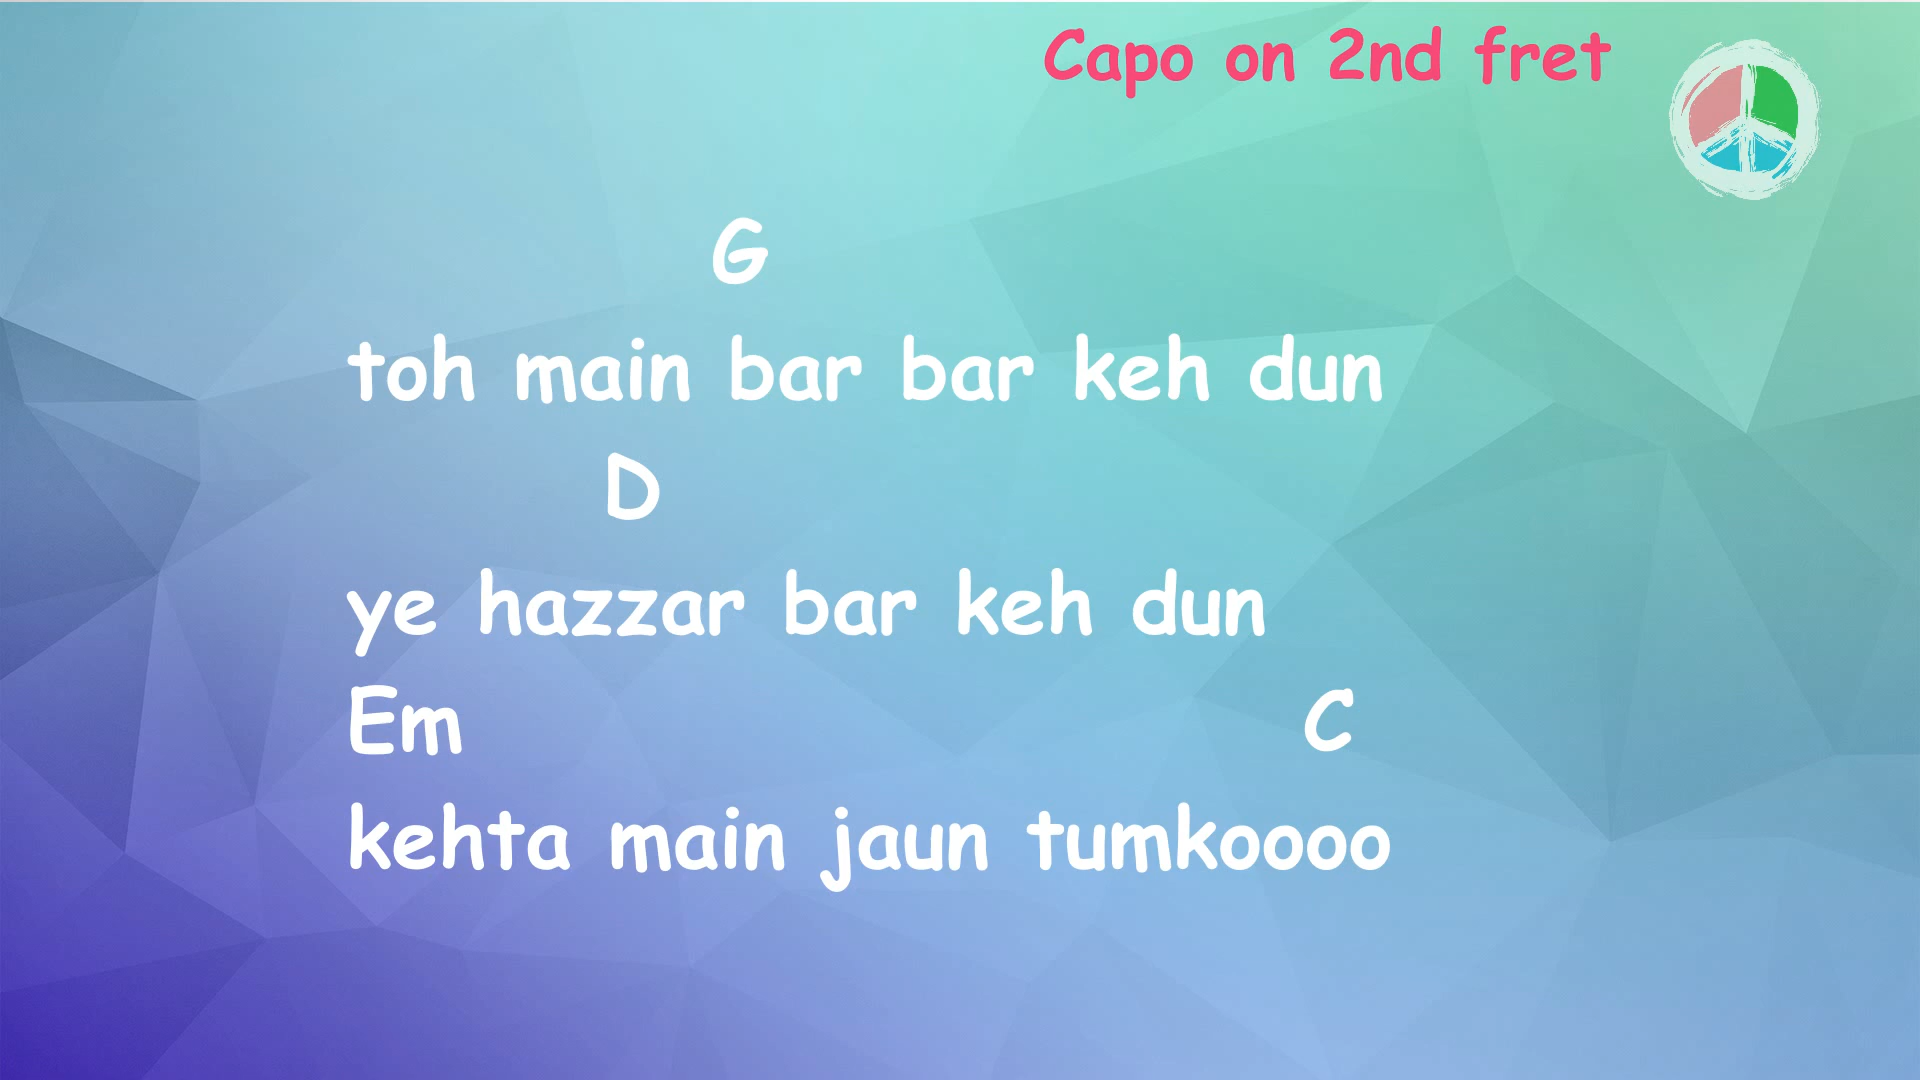 Capo on 2nd fret
G
toh main bar bar keh dun
D
ye hazzar bar keh dun
Em C
kehta main jaun tumkoooo